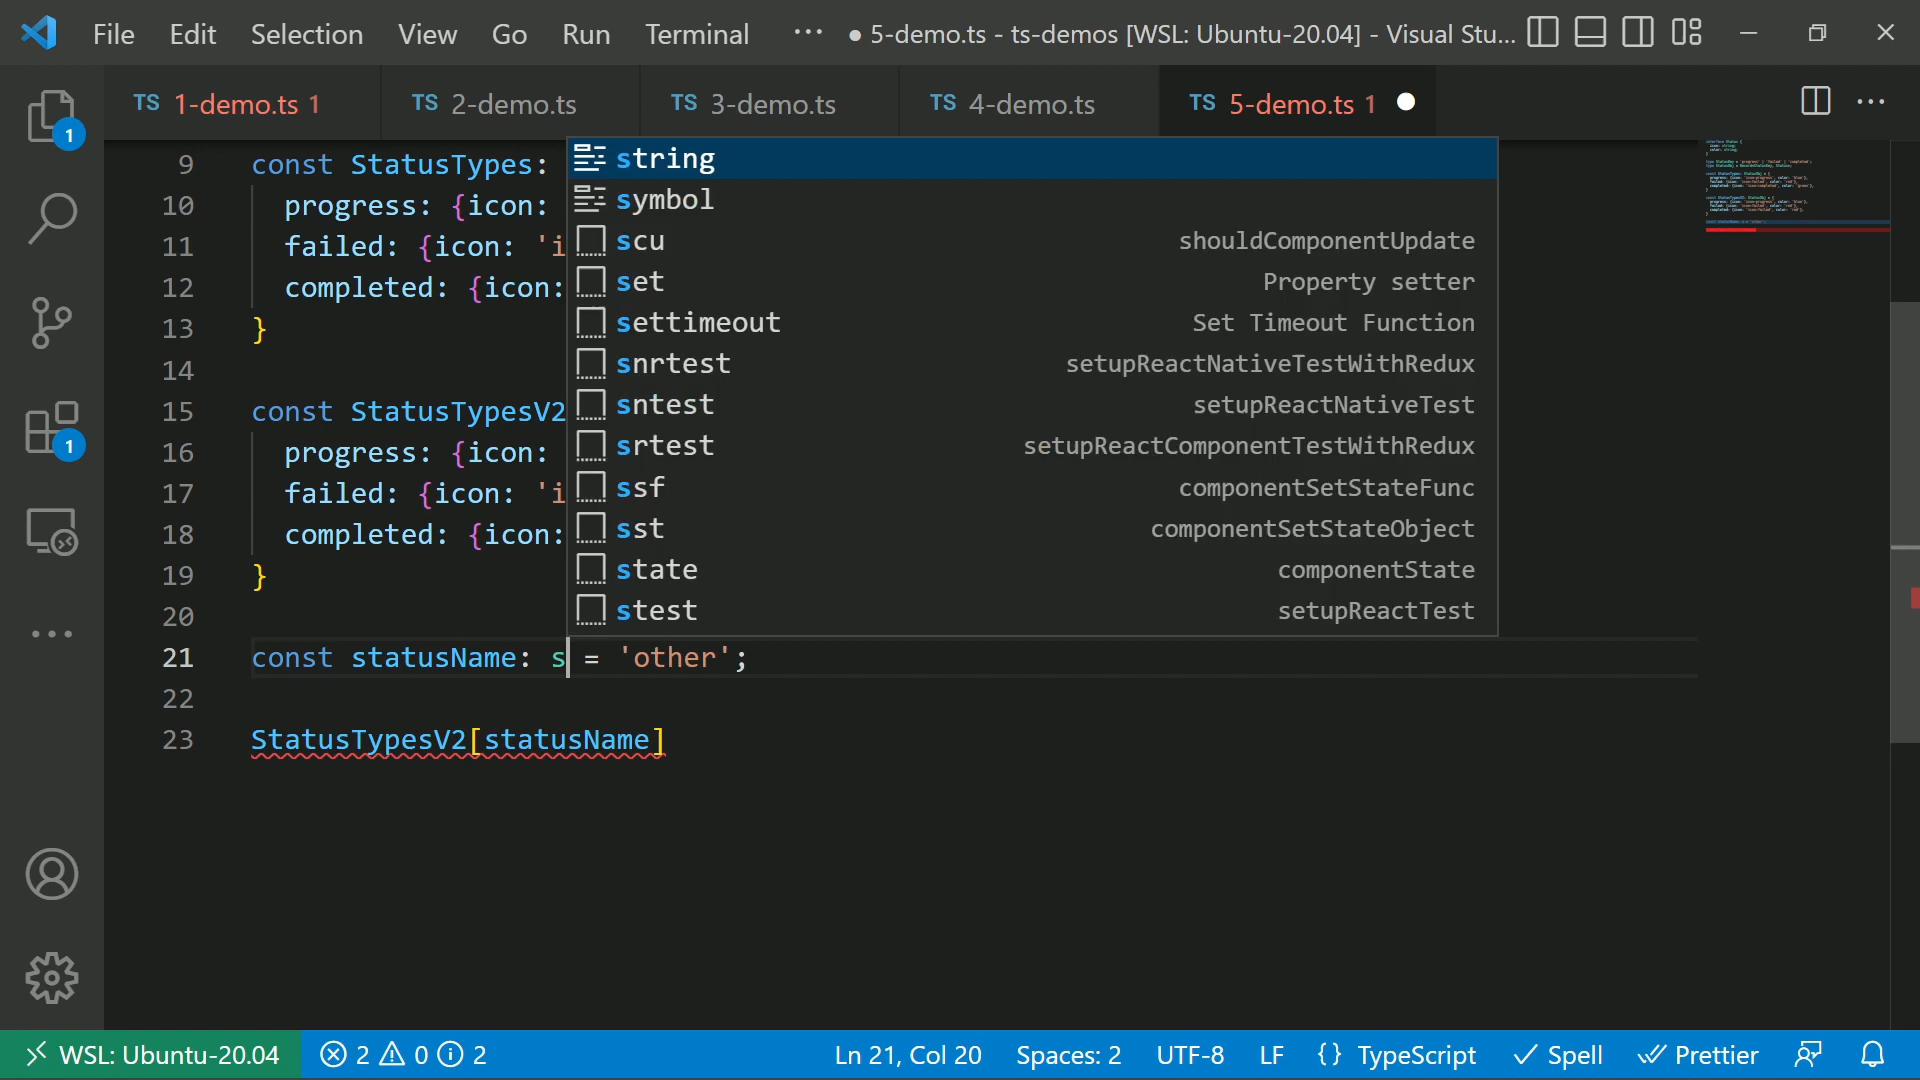 File Edit Selection View Go Run Terminal ··· ● 5-demo.ts - ts-demos [WSL: Ubuntu-20.04] - Visual Stu...
TS 1-demo.ts 1 TS 2-demo.ts TS 3-demo.ts TS 4-demo.ts TS 5-demo.ts 1 ● ···
9 const StatusTypes:
10 progress: {icon:
11 failed: {icon: 'i
12 completed: {icon:
13 }
14
15 const StatusTypesV2
16 progress: {icon:
17 failed: {icon: 'i
18 completed: {icon:
19 }
20
21 const statusName: s = 'other';
22
23 StatusTypesV2[statusName]
string
symbol
scu shouldComponentUpdate
set Property setter
settimeout Set Timeout Function
snrtest setupReactNativeTestWithRedux
sntest setupReactNativeTest
srtest setupReactComponentTestWithRedux
ssf componentSetStateFunc
sst componentSetStateObject
state componentState
stest setupReactTest
1
1
WSL: Ubuntu-20.04 2 0 2 Ln 21, Col 20 Spaces: 2 UTF-8 LF {} TypeScript Spell Prettier